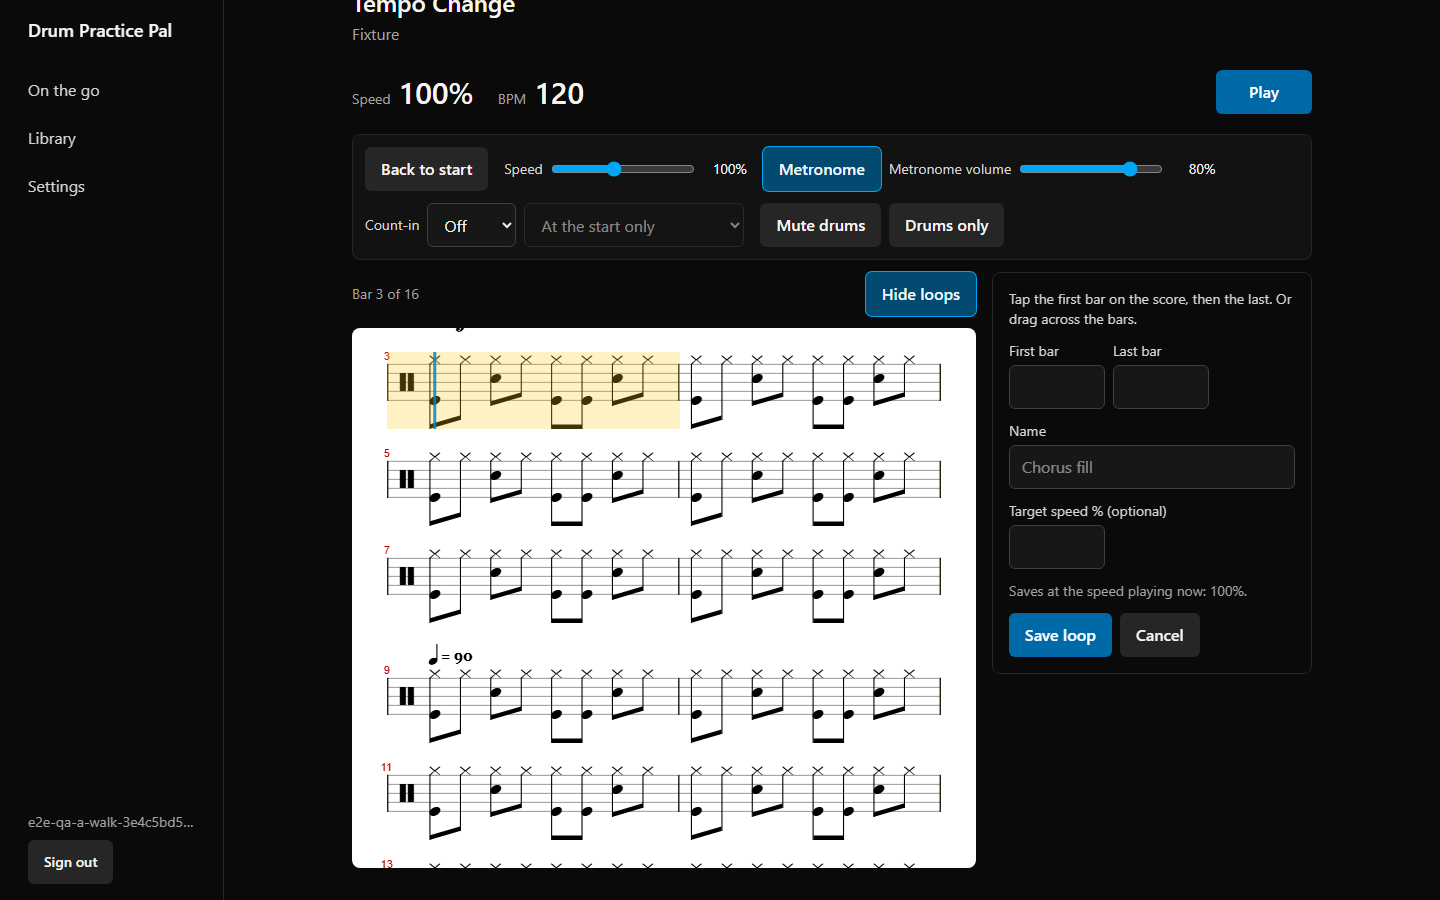 Drum Practice Pal
On the go
Library
Settings
e2e-qa-a-walk-3e4c5bd5...
Sign out
Tempo Change
Fixture
Speed 100% BPM 120
Play
Back to start Speed 100% Metronome Metronome volume 80%
Count-in Off At the start only Mute drums Drums only
Bar 3 of 16
Hide loops
3
5
7
= 90
9
11
13
Tap the first bar on the score, then the last. Or
drag across the bars.
First bar Last bar
Name
Chorus fill
Target speed % (optional)
Saves at the speed playing now: 100%.
Save loop Cancel